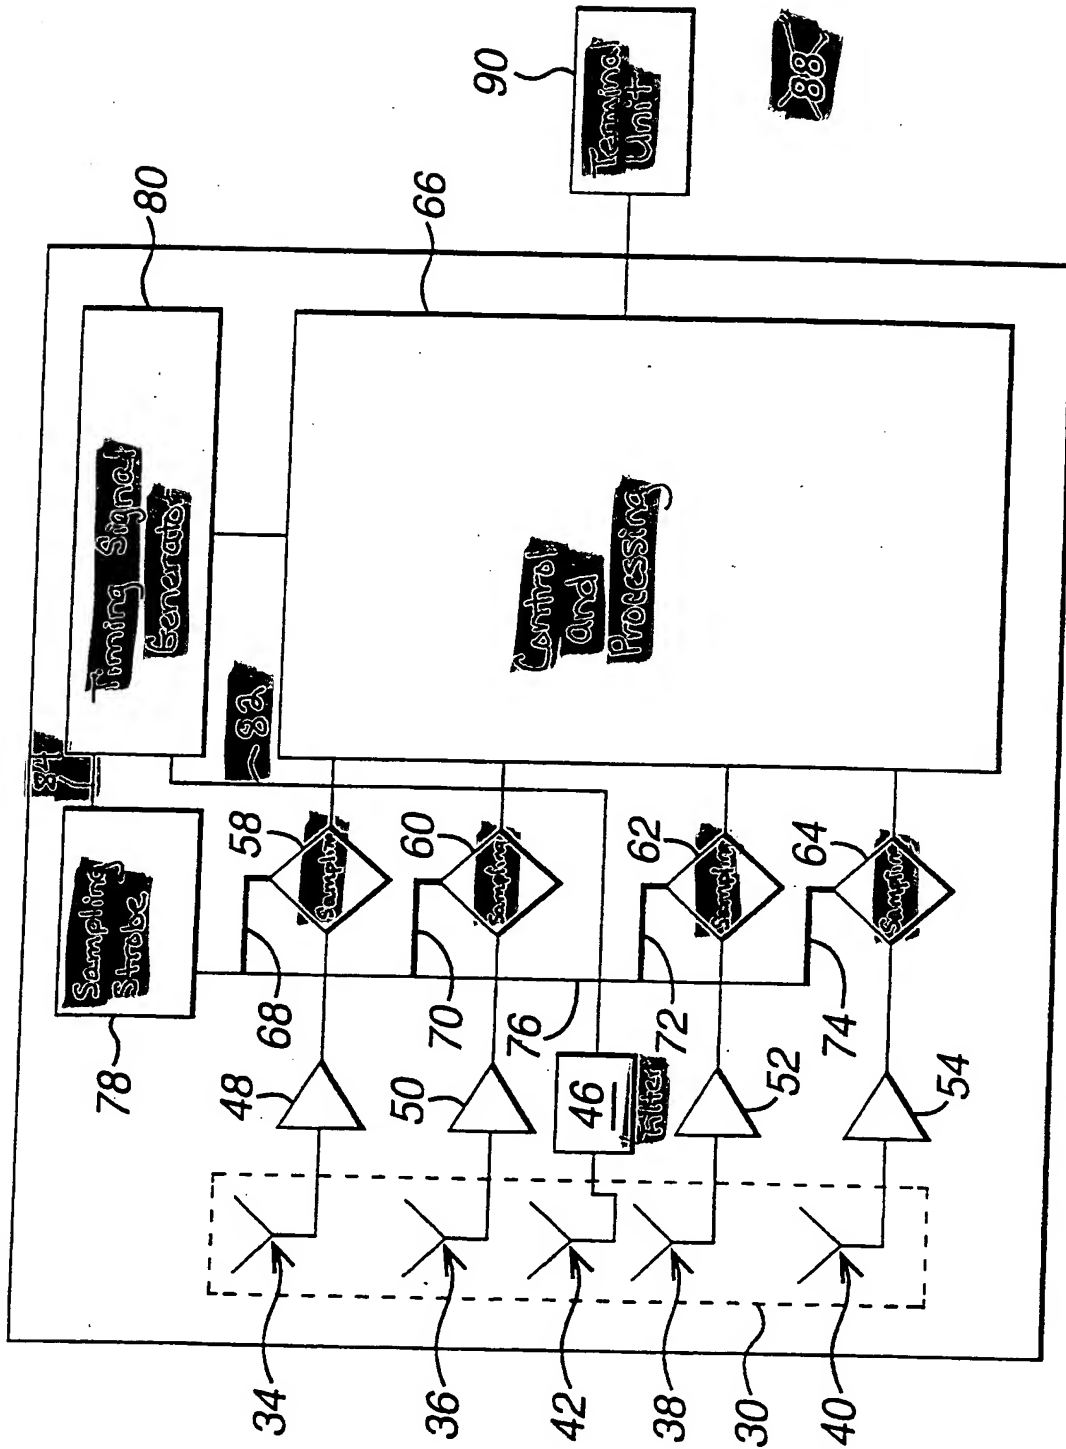 90
Terminal
Unit
88
80
66
Timing Signal
Generator
Control
and
Processing
84
82
Sampling
Strobe
78
58
Sampling
60
Sampling
62
Sampling
64
Sampling
68
70
76
72
74
48
50
46
Filter
52
54
34
36
42
38
30
40